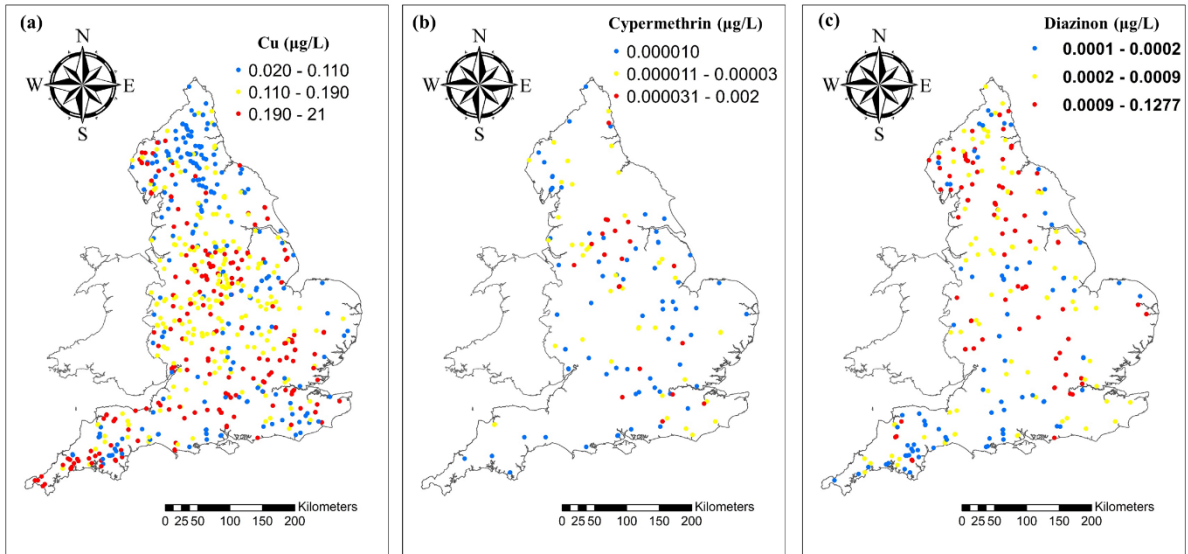 (a)
N
W E
S
Cu (µg/L)
0.020 - 0.110
0.110 - 0.190
0.190 - 21
Kilometers
0 25 50 100 150 200
(b)
N
W E
S
Cypermethrin (µg/L)
0.000010
0.000011 - 0.00003
0.000031 - 0.002
Kilometers
0 25 50 100 150 200
(c)
N
W E
S
Diazinon (µg/L)
0.0001 - 0.0002
0.0002 - 0.0009
0.0009 - 0.1277
Kilometers
0 25 50 100 150 200